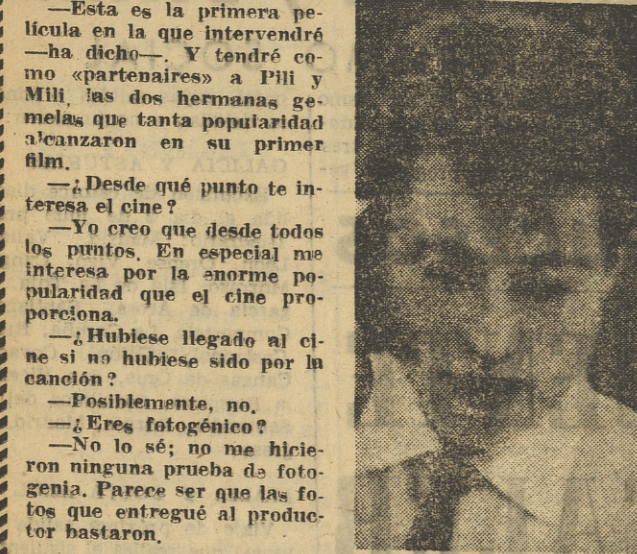 —Esta es la primera pe-
lícula en la que intervendré
—ha dicho—. Y tendré co-
mo «partenaires» a Pili y
Mili, las dos hermanas ge-
melas que tanta popularidad
alcanzaron en su primer
film.
—¿Desde qué punto te in-
teresa el cine?
—Yo creo que desde todos
los puntos. En especial me
interesa por la enorme po-
pularidad que el cine pro-
porciona.
—¿Hubiese llegado al ci-
ne si no hubiese sido por la
canción?
—Posiblemente, no.
—¿Eres fotogénico?
—No lo sé; no me hicie-
ron ninguna prueba de foto-
genia. Parece ser que las fo-
tos que entregué al produc-
tor bastaron.